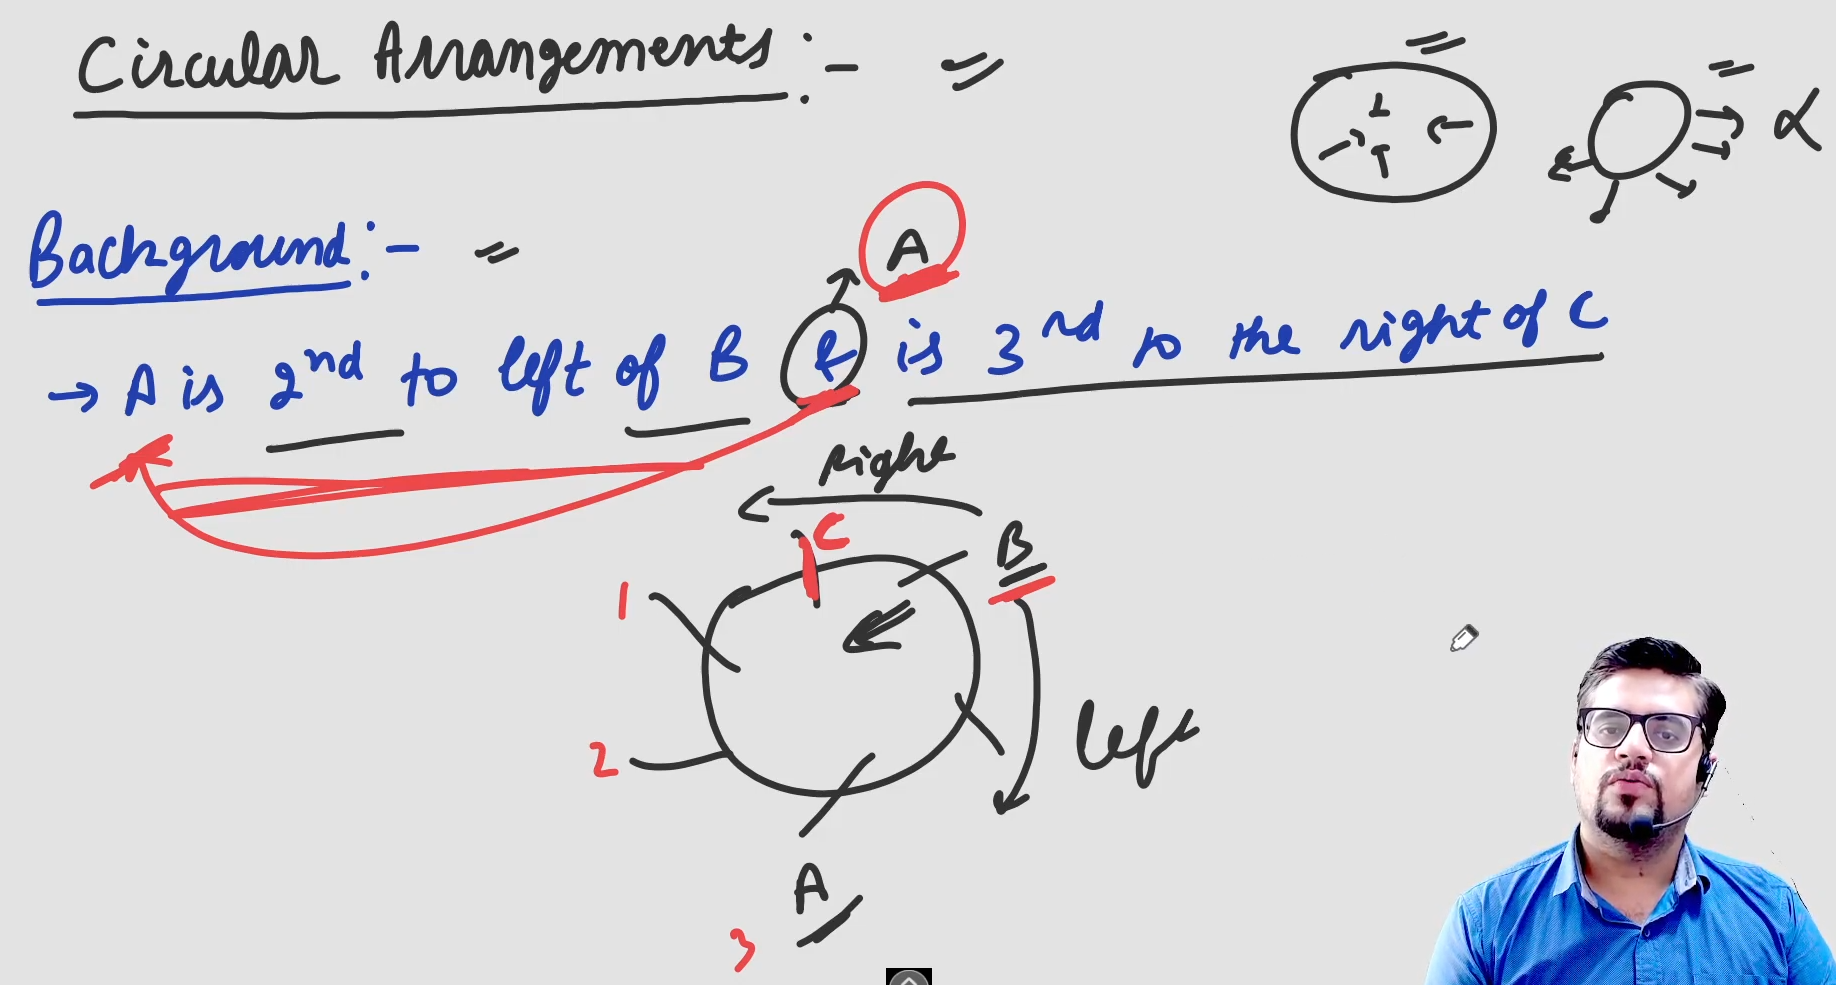 Circular Arrangements :- =
α
Background :- =
A
→ A is 2nd to left of B & is 3rd to the right of C
Right
C
B
1
left
2
A
3